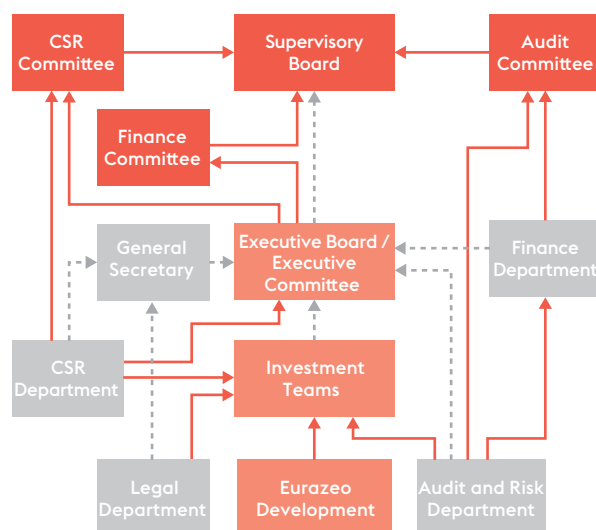 CSR
Committee
Supervisory
Board
Audit
Committee
Finance
Committee
General
Secretary
Executive Board /
Executive
Committee
Finance
Department
CSR
Department
Investment
Teams
Legal
Department
Eurazeo
Development
Audit and Risk
Department